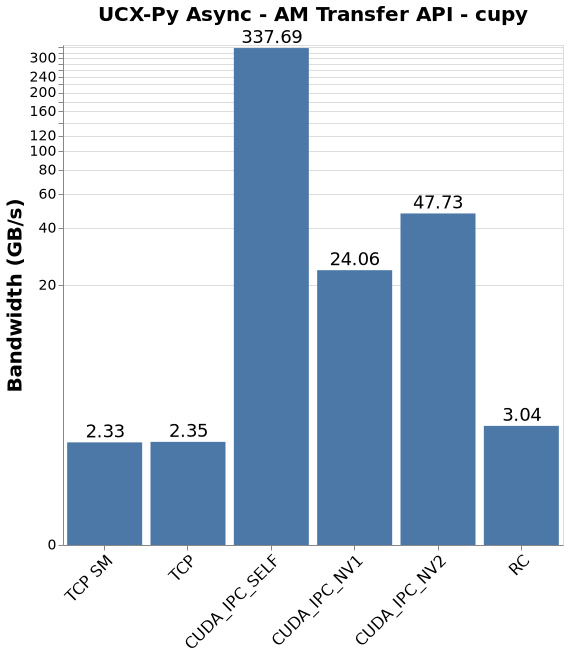 UCX-Py Async - AM Transfer API - cupy
337.69
300
240
200
160
120
100
80
60
40
20
0
Bandwidth (GB/s)
2.33
2.35
24.06
47.73
3.04
TCP SM
TCP
CUDA_IPC_SELF
CUDA_IPC_NV1
CUDA_IPC_NV2
RC